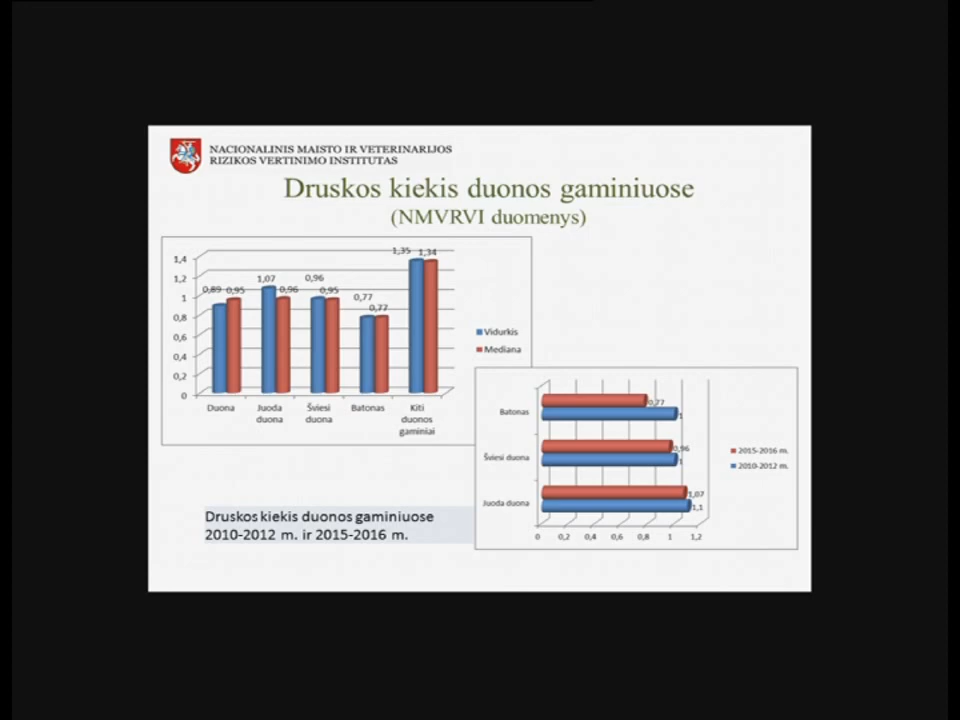 NACIONALINIS MAISTO IR VETERINARIJOS
RIZIKOS VERTINIMO INSTITUTAS
Druskos kiekis duonos gaminiuose
(NMVRVI duomenys)
1,4
1,2
1
0,8
0,6
0,4
0,2
0
0,89 0,95
1,07 0,96
0,96 0,95
0,77 0,77
1,35 1,34
Duona
Juoda
duona
Šviesi
duona
Batonas
Kiti
duonos
gaminiai
Vidurkis
Mediana
Batonas
0,77
1
Šviesi duona
0,96
1
Juoda duona
1,07
1,1
0 0,2 0,4 0,6 0,8 1 1,2
2015-2016 m.
2010-2012 m.
Druskos kiekis duonos gaminiuose
2010-2012 m. ir 2015-2016 m.